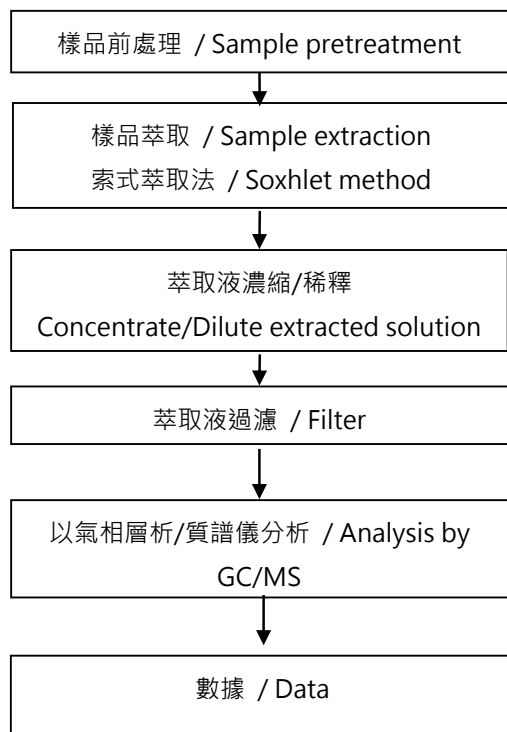 樣品前處理 / Sample pretreatment
樣品萃取 / Sample extraction
索式萃取法 / Soxhlet method
萃取液濃縮/稀釋
Concentrate/Dilute extracted solution
萃取液過濾 / Filter
以氣相層析/質譜儀分析 / Analysis by
GC/MS
數據 / Data